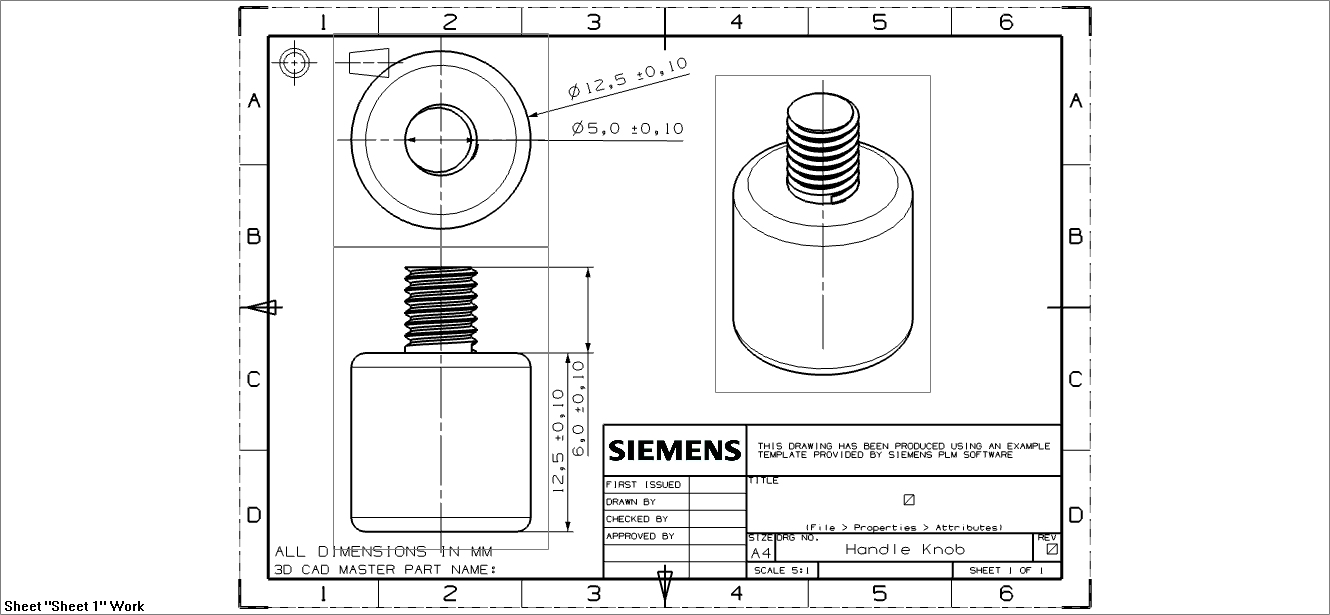 1 2 3 4 5 6
A A
Ø12,5 ±0,10
Ø5,0 ±0,10
B B
C C
12,5 ±0,10
6,0 ±0,10
SIEMENS
THIS DRAWING HAS BEEN PRODUCED USING AN EXAMPLE
TEMPLATE PROVIDED BY SIEMENS PLM SOFTWARE
FIRST ISSUED
DRAWN BY
CHECKED BY
APPROVED BY
TITLE
(File > Properties > Attributes)
D D
SIZE DRG NO. REV
A4 Handle Knob
SCALE 5:1 SHEET 1 OF 1
ALL DIMENSIONS IN MM
3D CAD MASTER PART NAME:
1 2 3 4 5 6
Sheet "Sheet 1" Work